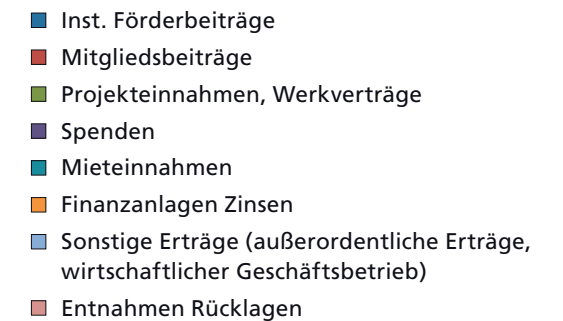 Inst. Förderbeiträge
Mitgliedsbeiträge
Projekteinnahmen, Werkverträge
Spenden
Mieteinnahmen
Finanzanlagen Zinsen
Sonstige Erträge (außerordentliche Erträge,
wirtschaftlicher Geschäftsbetrieb)
Entnahmen Rücklagen